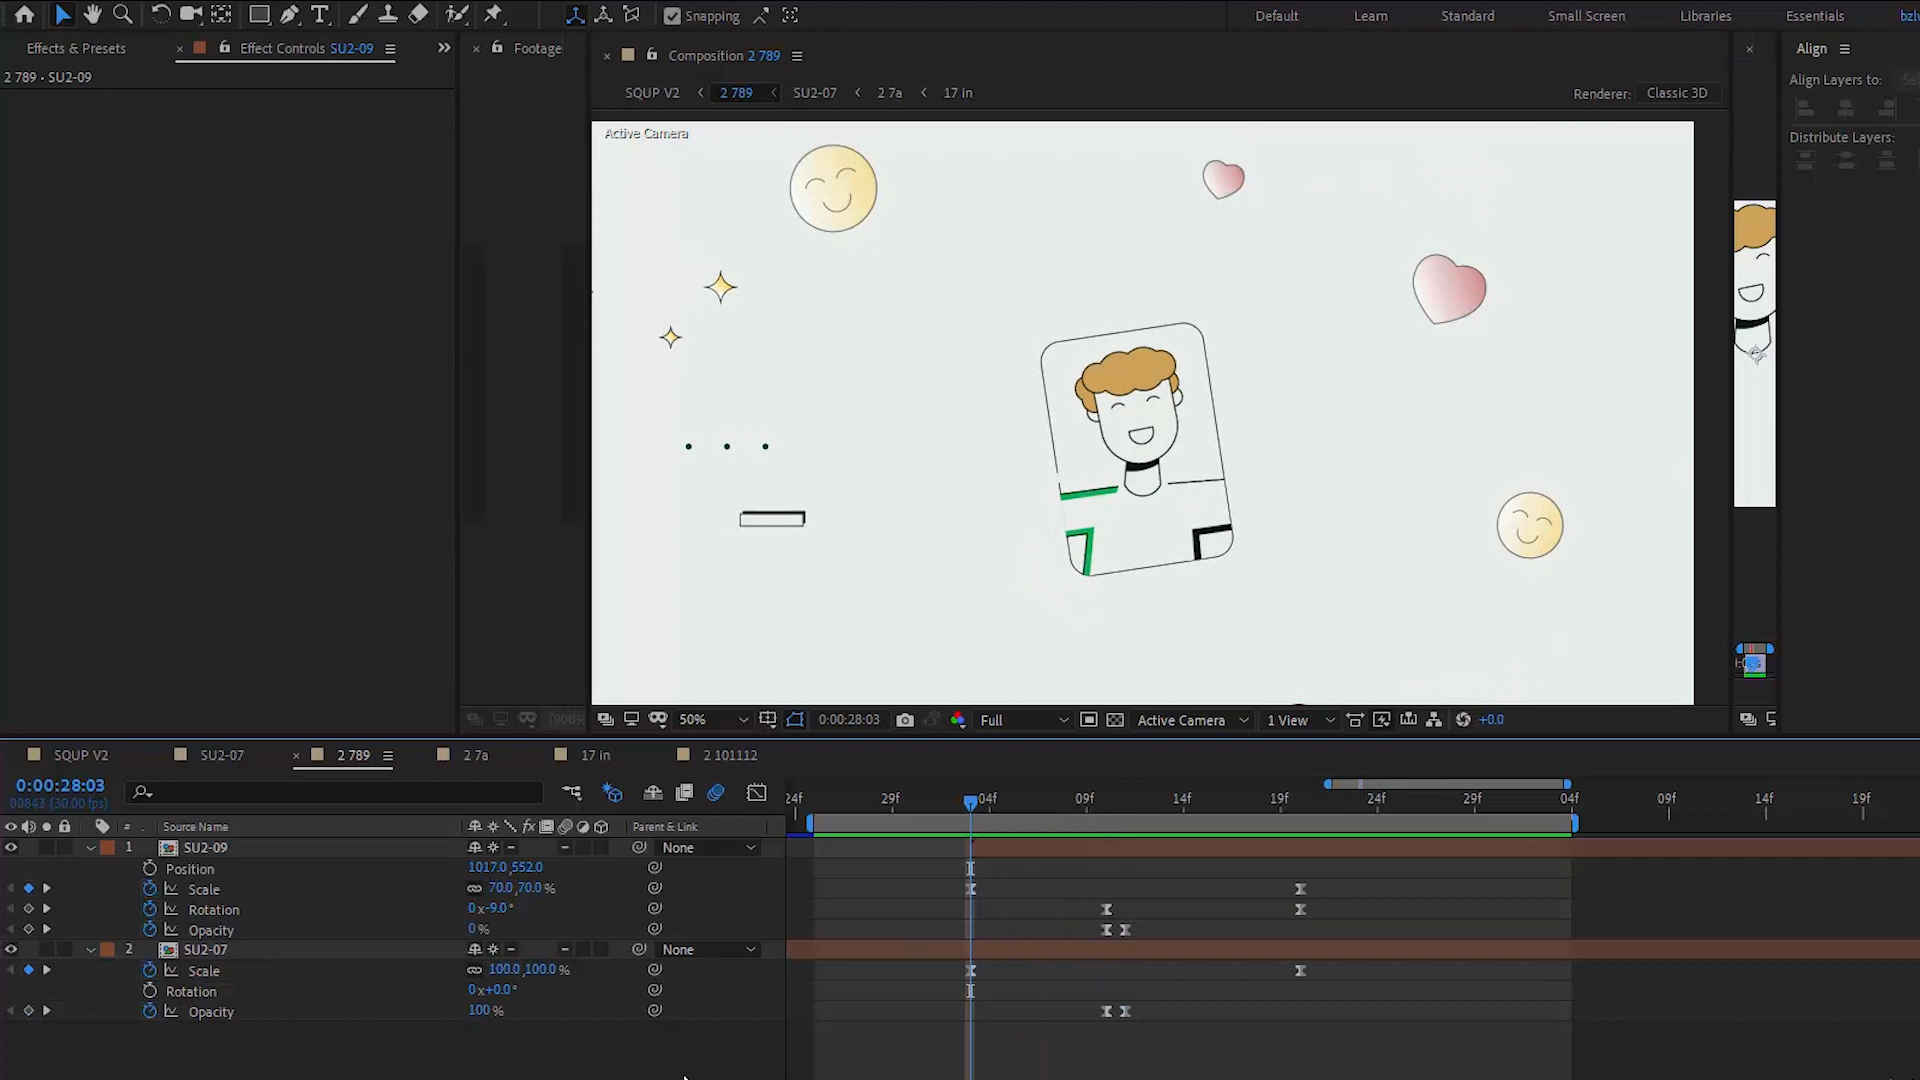 Snapping
Default
Learn
Standard
Small Screen
Libraries
Essentials
Effects & Presets
Effect Controls SU2-09
Footage
Composition 2 789
Align
2 789 • SU2-09
Align Layers to:
SQUP V2
2 789
SU2-07
2 7a
17 in
Renderer:
Classic 3D
Active Camera
Distribute Layers:
50%
0:00:28:03
Full
Active Camera
1 View
+0.0
SQUP V2
SU2-07
2 789
2 7a
17 in
2 101112
0:00:28:03
00843 (30.00 fps)
24f
29f
04f
09f
14f
19f
24f
29f
04f
09f
14f
19f
#
Source Name
fx
Parent & Link
1
SU2-09
None
Position
1017.0,552.0
Scale
70.0,70.0 %
Rotation
0 x-9.0 °
Opacity
0 %
2
SU2-07
None
Scale
100.0,100.0 %
Rotation
0 x+0.0 °
Opacity
100 %